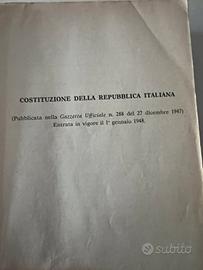 COSTITUZIONE DELLA REPUBBLICA ITALIANA
(Pubblicata nella Gazzetta Ufficiale n. 298 del 27 dicembre 1947)
Entrata in vigore il 1º gennaio 1948.
subito